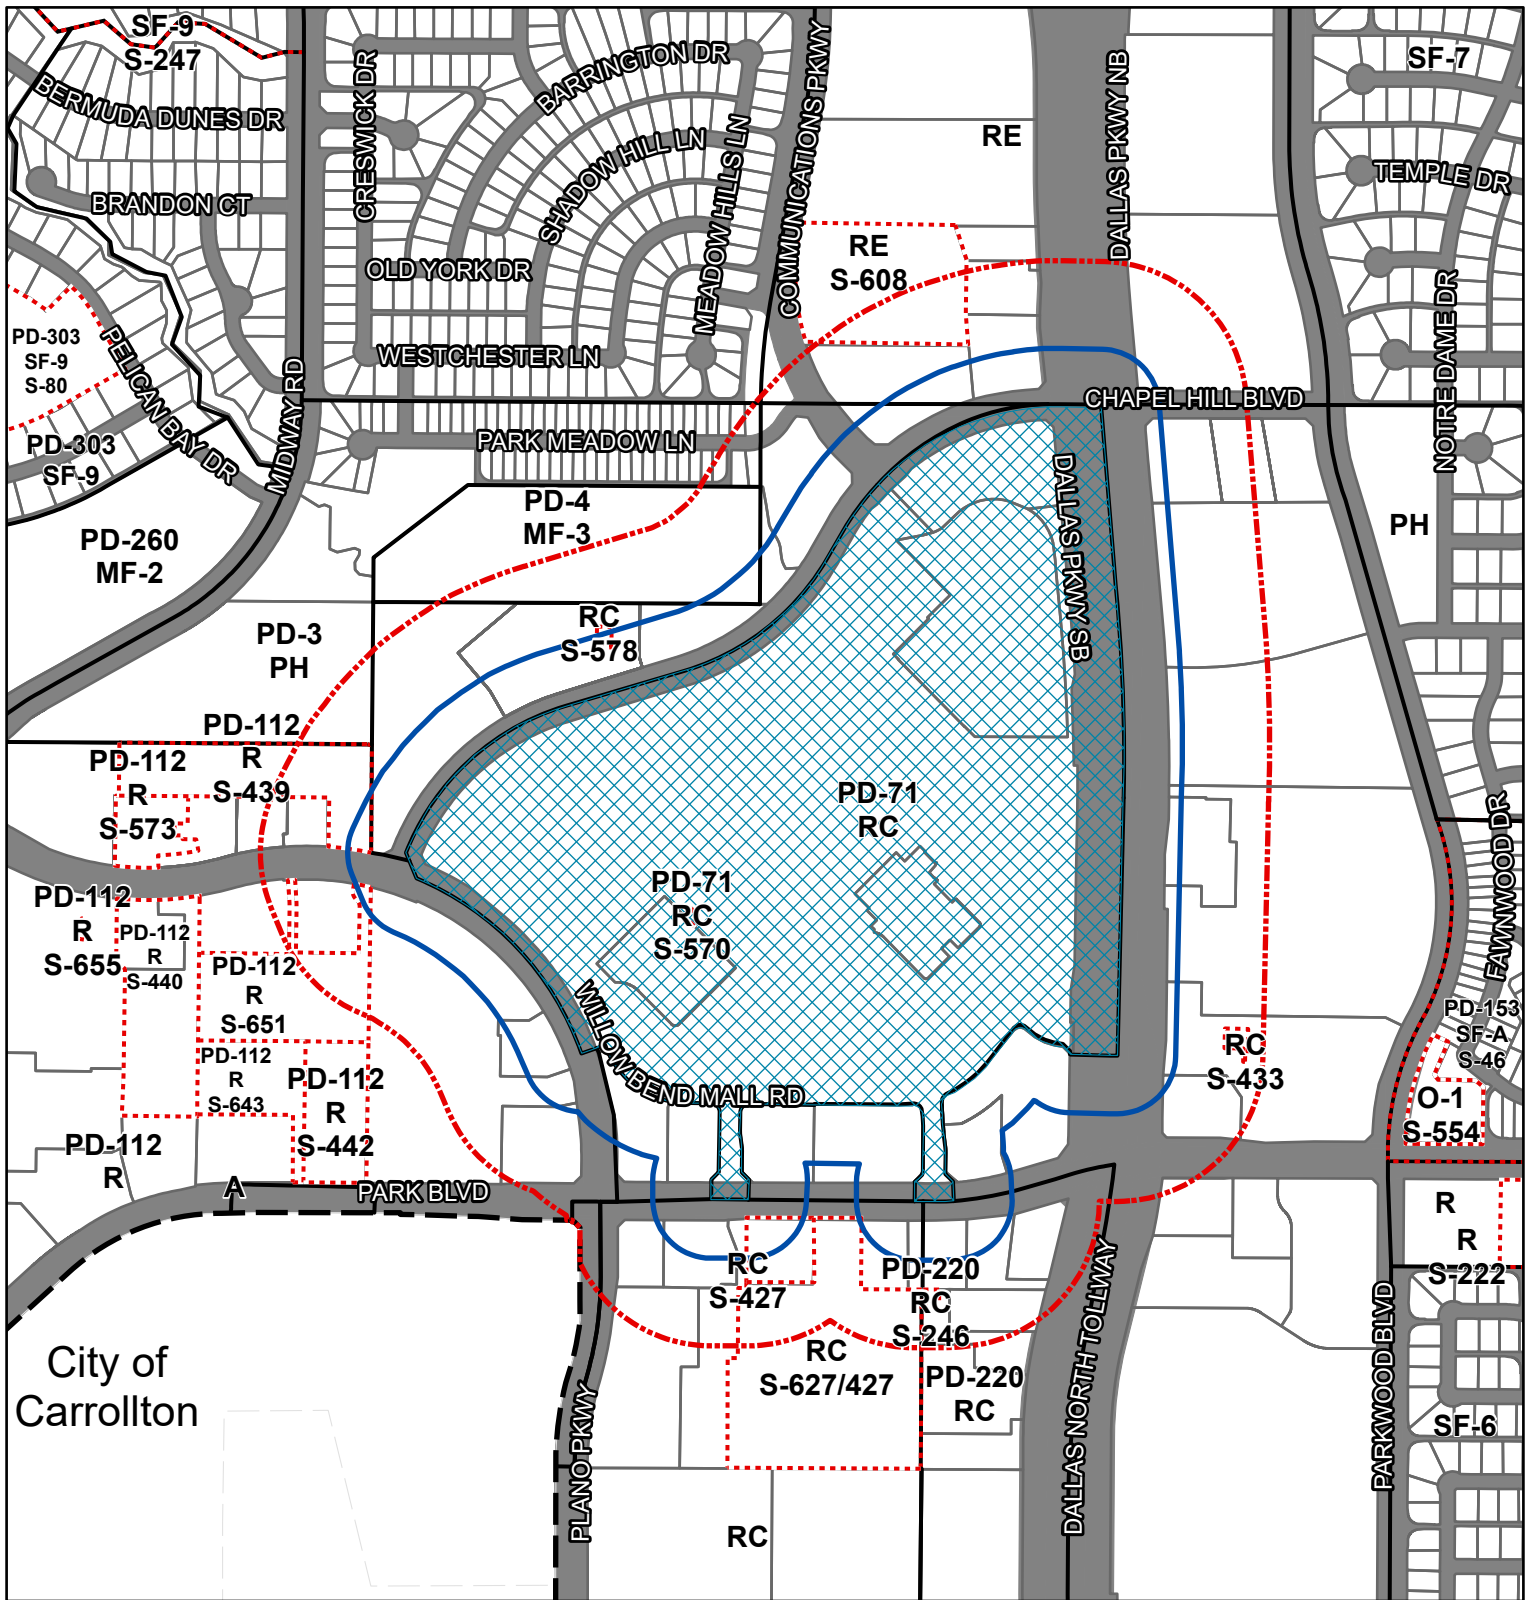 SF-9
S-247
BERMUDA DUNES DR
BRANDON CT
CRESWICK DR
BARRINGTON DR
SHADOW HILL LN
MEADOW HILLS LN
OLD YORK DR
WESTCHESTER LN
COMMUNICATIONS PKWY
RE
DALLAS PKWY NB
SF-7
TEMPLE DR
RE
S-608
PD-303
SF-9
S-80
PELICAN BAY DR
MIDWAY RD
NOTRE DAME DR
CHAPEL HILL BLVD
PARK MEADOW LN
PD-303
SF-9
PD-4
MF-3
DALLAS PKWY SB
PH
PD-260
MF-2
PD-3
PH
RC
S-578
PD-112
R
S-439
PD-112
R
S-573
PD-71
RC
FAWNWOOD DR
PD-71
RC
S-570
PD-112
R
S-655
PD-112
R
S-440
PD-112
R
S-651
PD-112
R
S-643
PD-112
R
S-442
PD-112
R
WILLOW BEND MALL RD
RC
S-433
PD-153
SF-A
S-46
O-1
S-554
A
PARK BLVD
R
R
S-222
RC
S-427
PD-220
RC
S-246
RC
S-627/427
PD-220
RC
City of
Carrollton
PLANO PKWY
DALLAS NORTH TOLLWAY
PARKWOOD BLVD
SF-6
RC